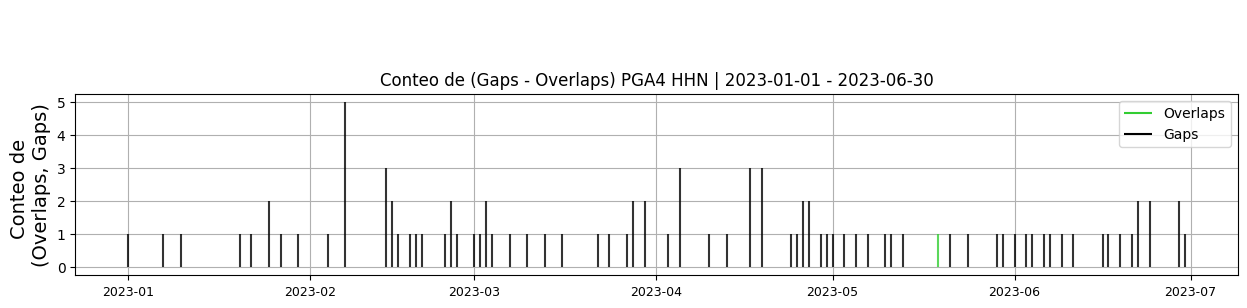 Conteo de (Gaps - Overlaps) PGA4 HHN | 2023-01-01 - 2023-06-30
Conteo de
(Overlaps, Gaps)
5
4
3
2
1
0
Overlaps
Gaps
2023-01
2023-02
2023-03
2023-04
2023-05
2023-06
2023-07